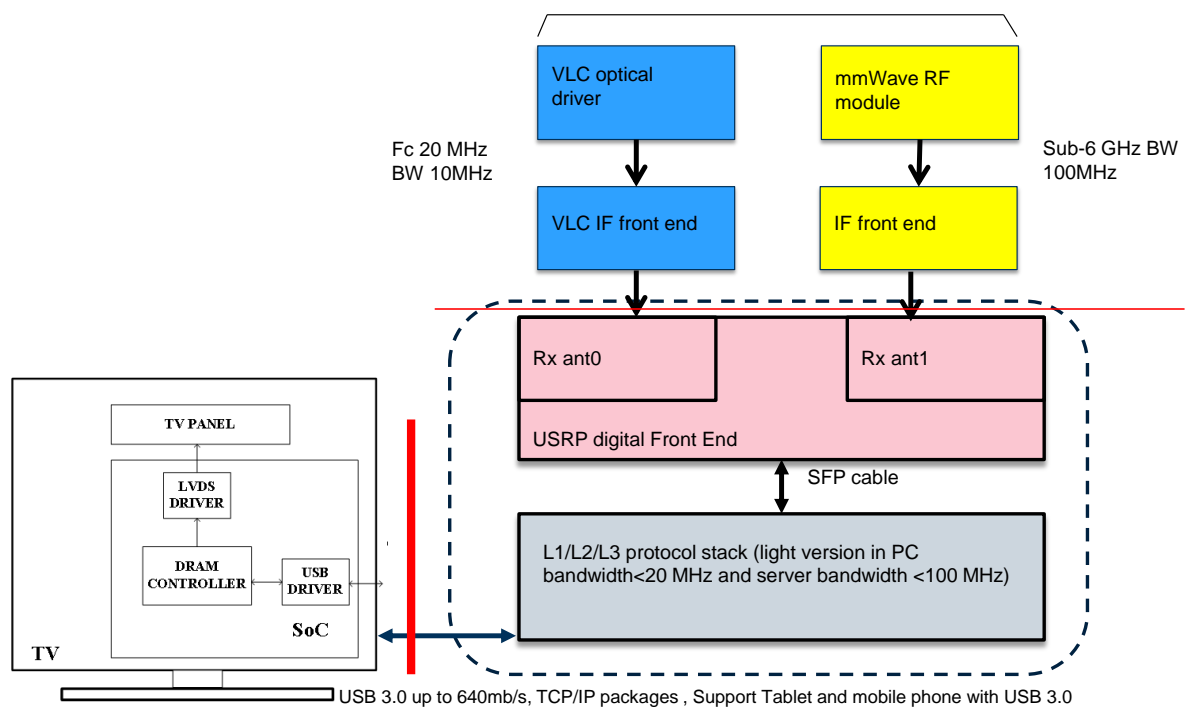 VLC optical
driver
mmWave RF
module
Fc 20 MHz
BW 10MHz
Sub-6 GHz BW
100MHz
VLC IF front end
IF front end
Rx ant0
Rx ant1
USRP digital Front End
SFP cable
L1/L2/L3 protocol stack (light version in PC
bandwidth<20 MHz and server bandwidth <100 MHz)
TV PANEL
LVDS
DRIVER
DRAM
CONTROLLER
USB
DRIVER
SoC
TV
USB 3.0 up to 640mb/s, TCP/IP packages , Support Tablet and mobile phone with USB 3.0